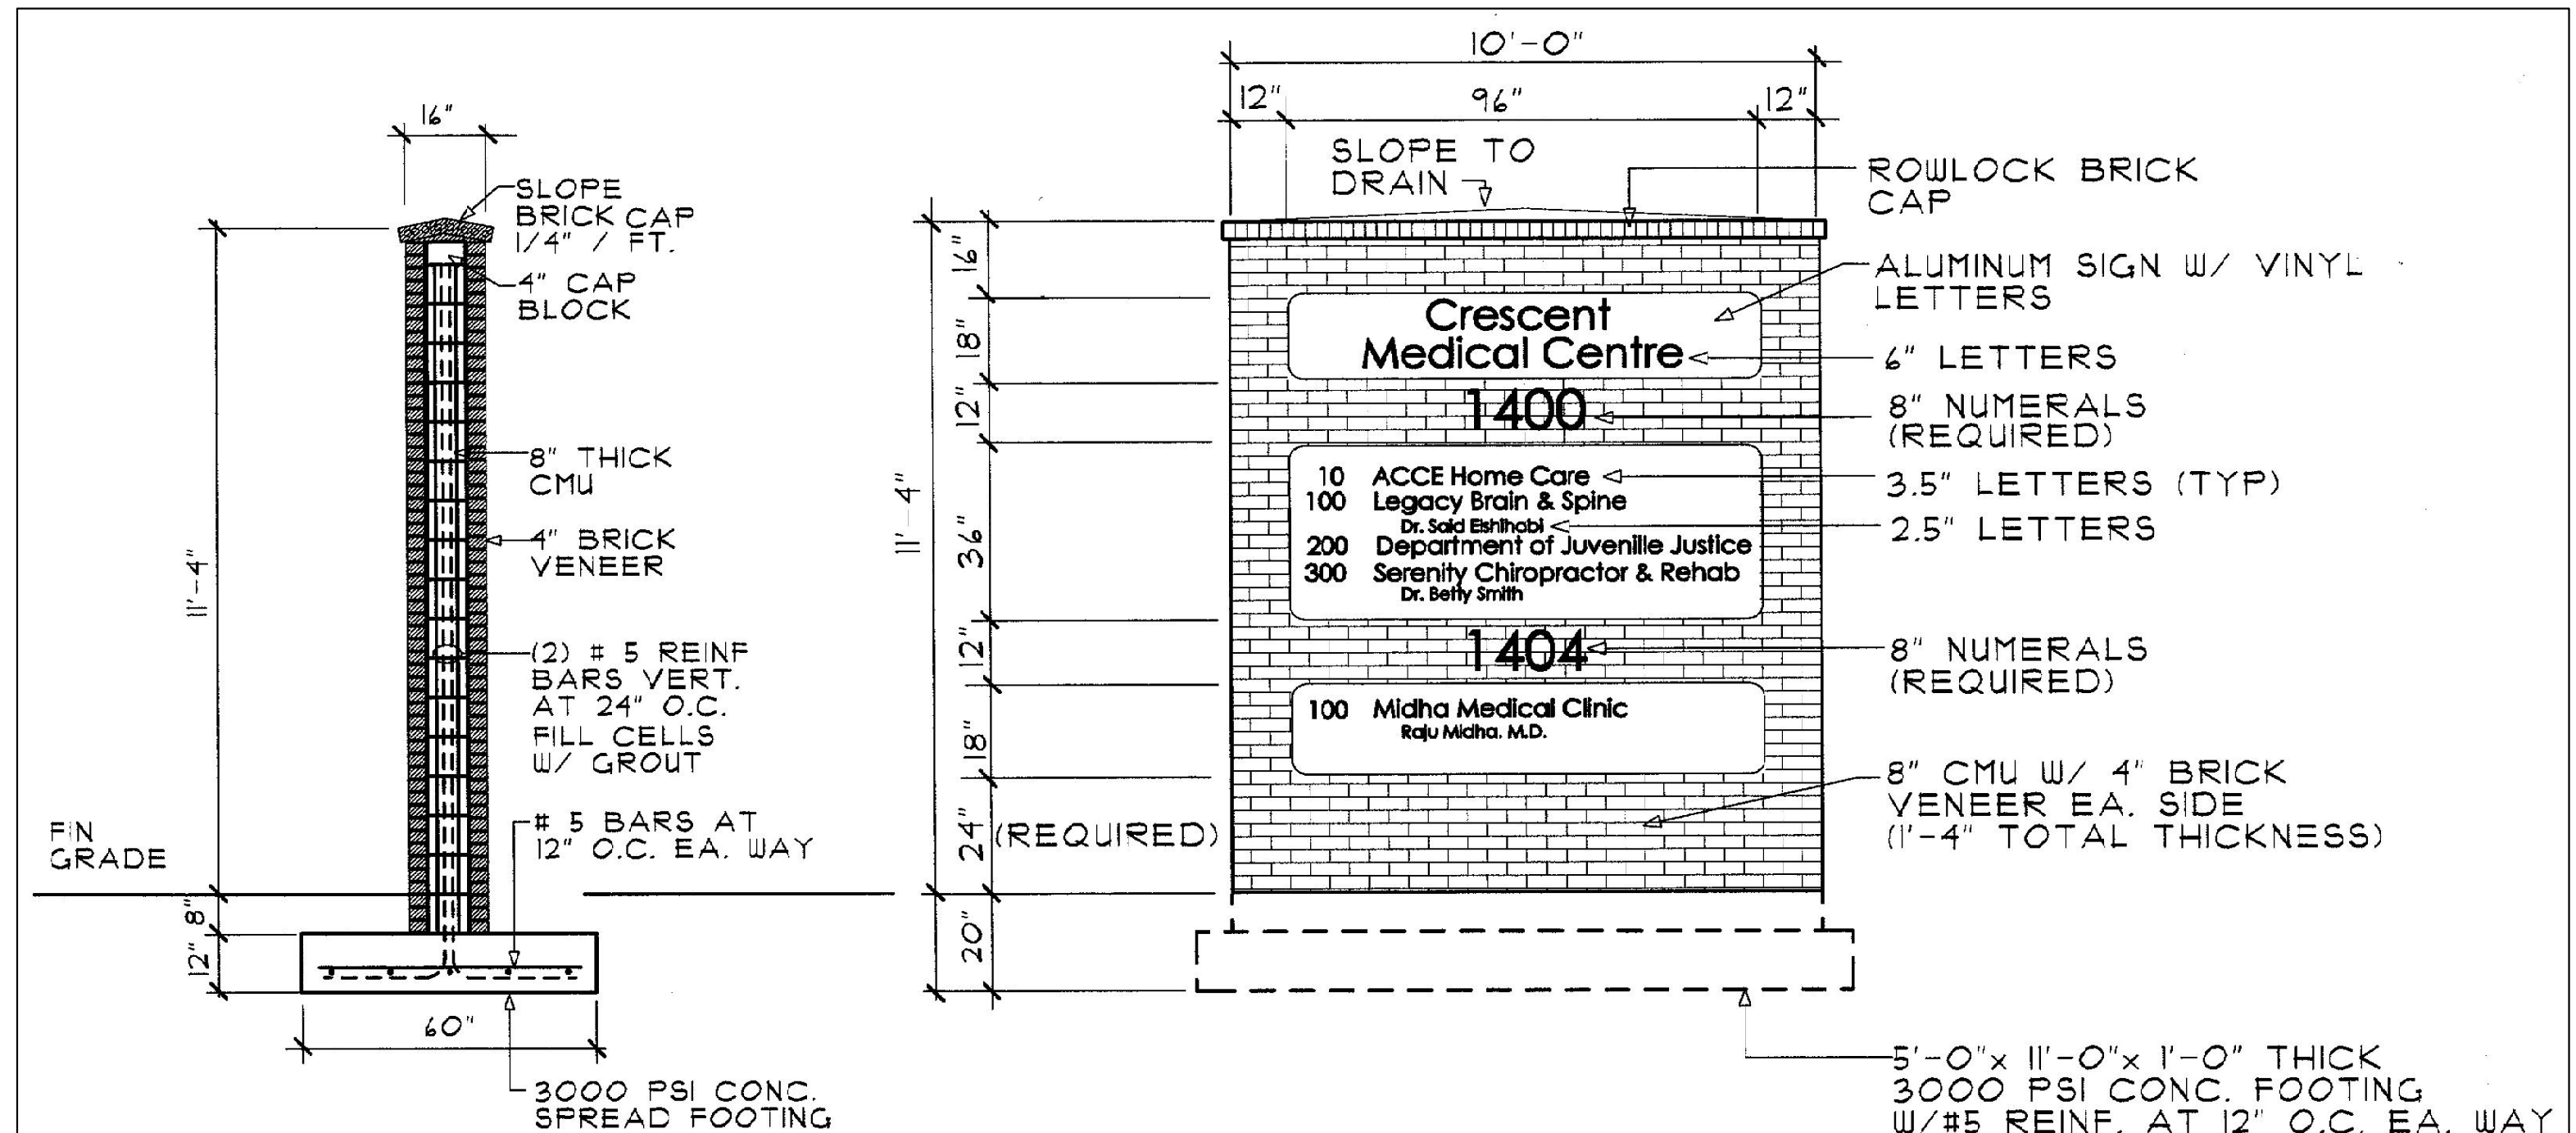 16"
SLOPE
BRICK CAP
1/4" / FT.
4" CAP
BLOCK
8" THICK
CMU
4" BRICK
VENEER
11'-4"
(2) # 5 REINF
BARS VERT.
AT 24" O.C.
FILL CELLS
W/ GROUT
# 5 BARS AT
12" O.C. EA. WAY
FIN
GRADE
8"
12"
60"
3000 PSI CONC.
SPREAD FOOTING
10'-0"
12" 96" 12"
SLOPE TO
DRAIN
ROWLOCK BRICK
CAP
ALUMINUM SIGN W/ VINYL
LETTERS
6" LETTERS
8" NUMERALS
(REQUIRED)
3.5" LETTERS (TYP)
2.5" LETTERS
8" NUMERALS
(REQUIRED)
8" CMU W/ 4" BRICK
VENEER EA. SIDE
(1'-4" TOTAL THICKNESS)
11'-4"
16"
18"
12"
36"
12"
18"
24" (REQUIRED)
20"
Crescent
Medical Centre
1400
10 ACCE Home Care
100 Legacy Brain & Spine
Dr. Said Elshihabi
200 Department of Juvenille Justice
300 Serenity Chiropractor & Rehab
Dr. Betty Smith
1404
100 Midha Medical Clinic
Raju Midha, M.D.
5'-0" x 11'-0" x 1'-0" THICK
3000 PSI CONC. FOOTING
W/#5 REINF. AT 12" O.C. EA. WAY